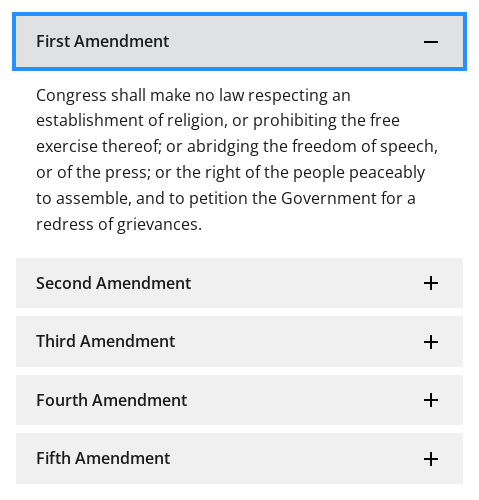 First Amendment
Congress shall make no law respecting an
establishment of religion, or prohibiting the free
exercise thereof; or abridging the freedom of speech,
or of the press; or the right of the people peaceably
to assemble, and to petition the Government for a
redress of grievances.
Second Amendment
Third Amendment
Fourth Amendment
Fifth Amendment